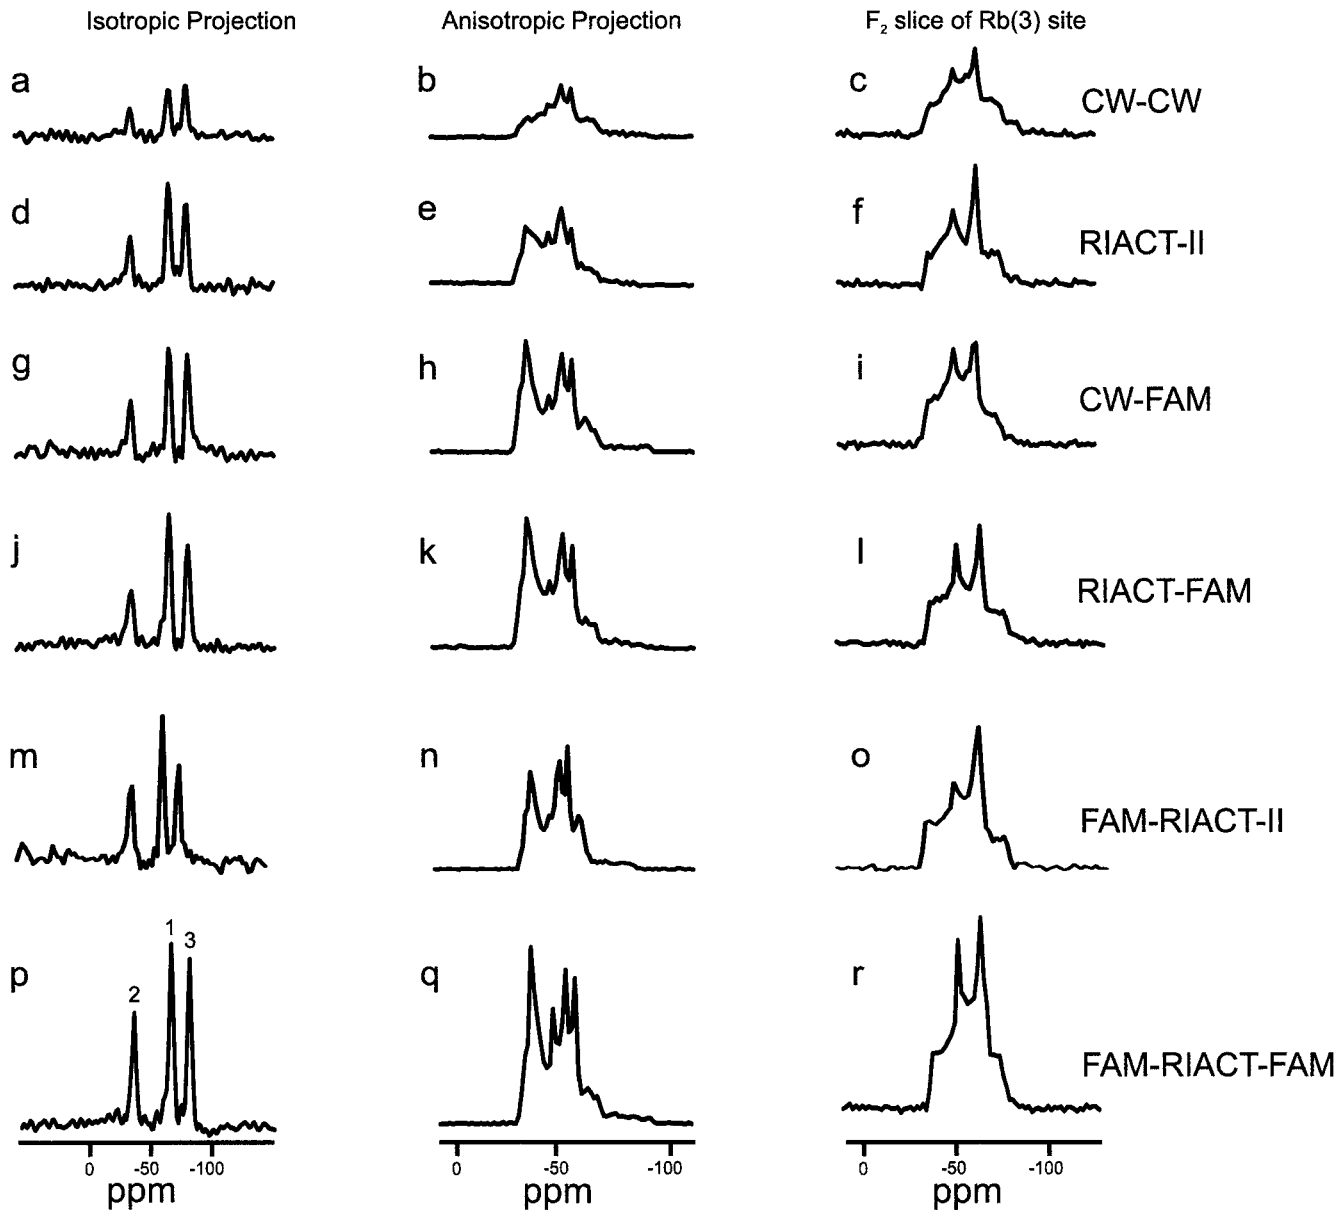 Isotropic Projection Anisotropic Projection F₂ slice of Rb(3) site
a b c CW-CW
d e f RIACT-II
g h i CW-FAM
j k l RIACT-FAM
m n o FAM-RIACT-II
1
3
2
p q r
FAM-RIACT-FAM
0 -50 -100 0 -50 -100 0 -50 -100
ppm ppm ppm